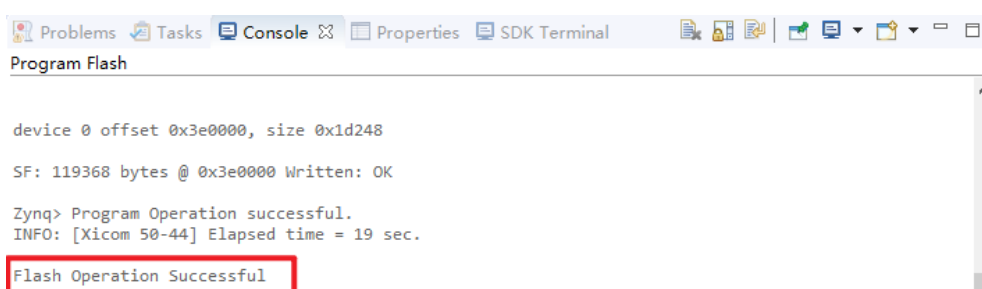 Problems Tasks Console Properties SDK Terminal
Program Flash
device 0 offset 0x3e0000, size 0x1d248
SF: 119368 bytes @ 0x3e0000 Written: OK
Zynq> Program Operation successful.
INFO: [Xicom 50-44] Elapsed time = 19 sec.
Flash Operation Successful